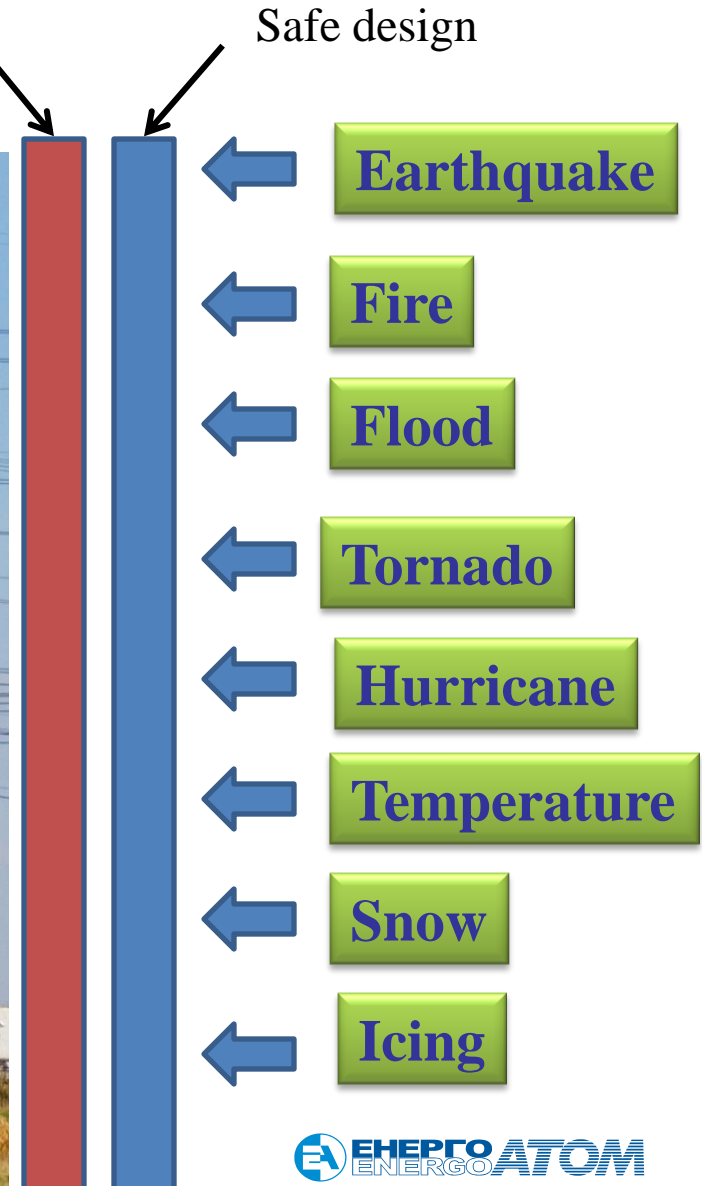 Safe design
Earthquake
Fire
Flood
Tornado
Hurricane
Temperature
Snow
Icing
ЕНЕРГО
ENERGO
АТОМ